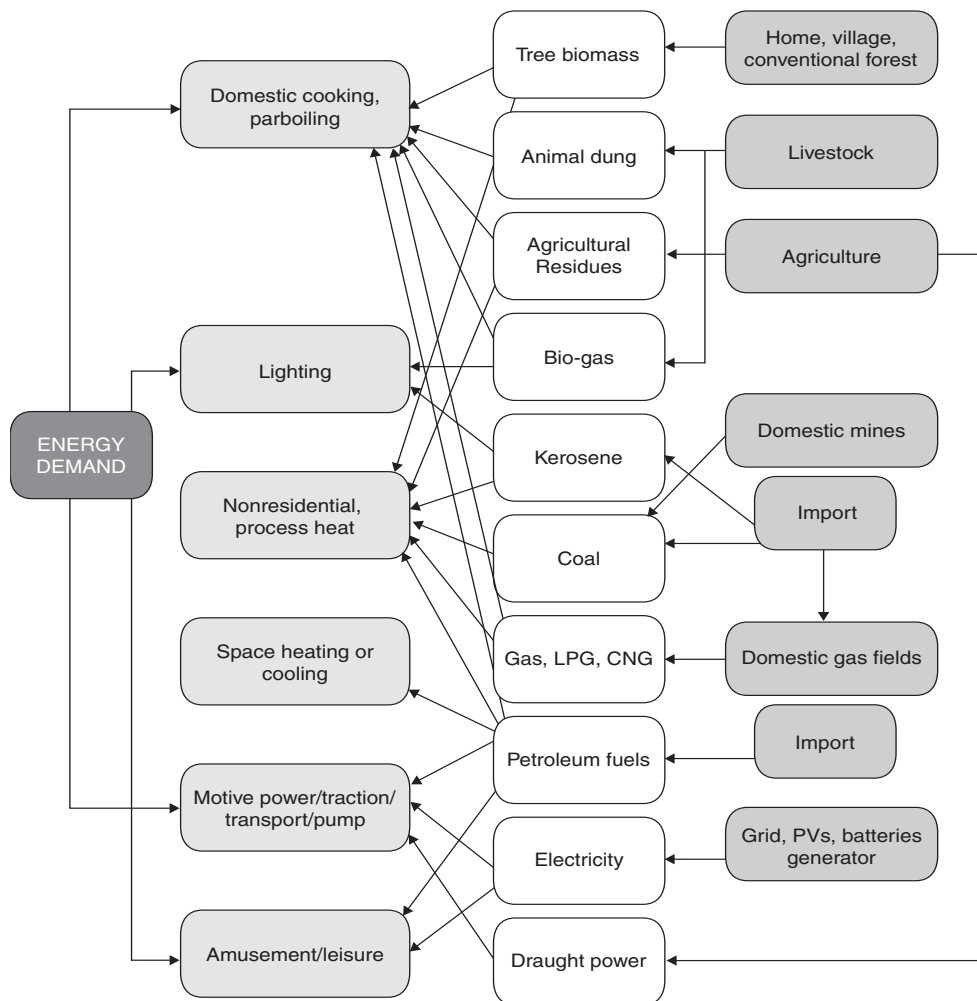 ENERGY
DEMAND
Domestic cooking,
parboiling
Lighting
Nonresidential,
process heat
Space heating or
cooling
Motive power/traction/
transport/pump
Amusement/leisure
Tree biomass
Animal dung
Agricultural
Residues
Bio-gas
Kerosene
Coal
Gas, LPG, CNG
Petroleum fuels
Electricity
Draught power
Home, village,
conventional forest
Livestock
Agriculture
Domestic mines
Import
Domestic gas fields
Import
Grid, PVs, batteries
generator